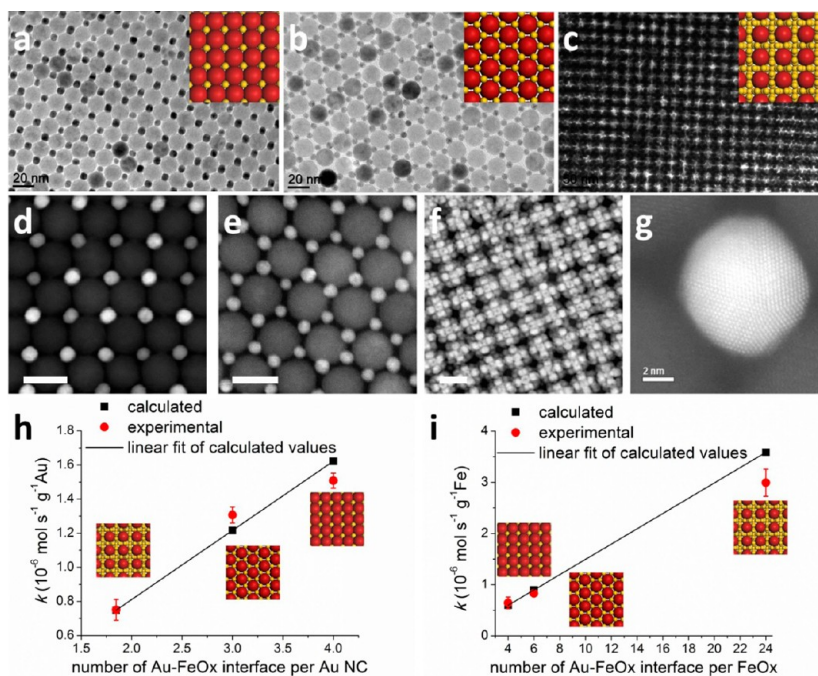 a
b
c
20 nm
20 nm
d
e
f
g
2 nm
h
calculated
experimental
linear fit of calculated values
k (10⁻⁶ mol s⁻¹ g⁻¹Au)
1.8
1.6
1.4
1.2
1.0
0.8
0.6
2.0
2.5
3.0
3.5
4.0
number of Au-FeOx interface per Au NC
i
calculated
experimental
linear fit of calculated values
k (10⁻⁶ mol s⁻¹ g⁻¹Fe)
4
3
2
1
0
4
6
8
10
12
14
16
18
20
22
24
number of Au-FeOx interface per FeOx